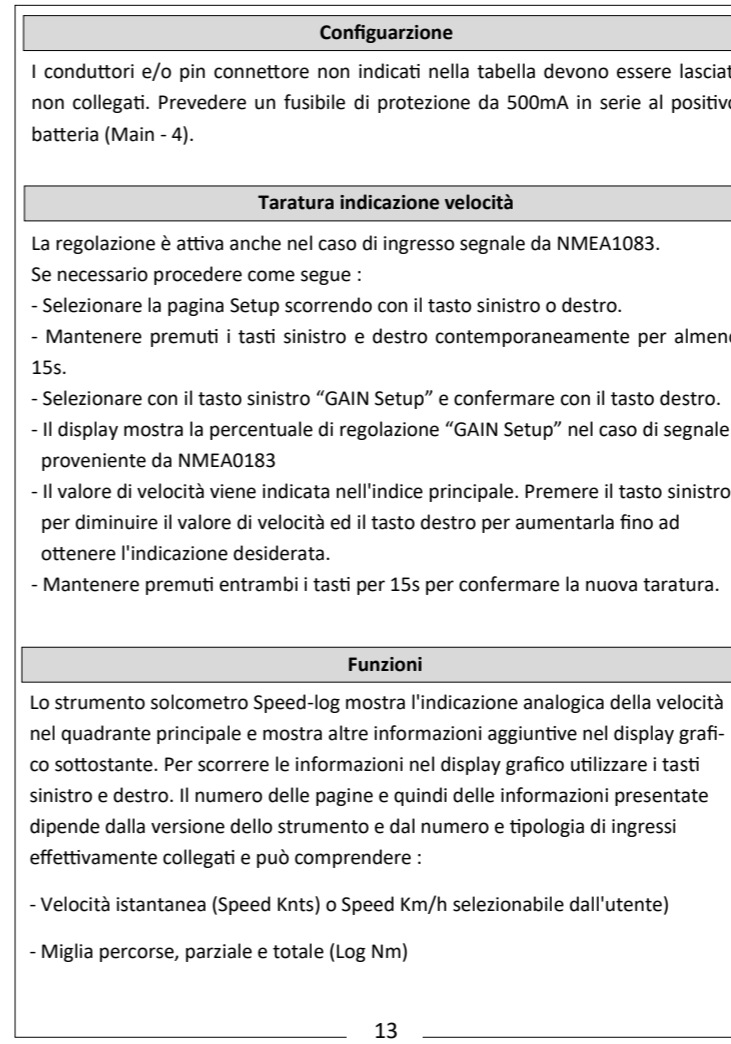 Configuarzione
I conduttori e/o pin connettore non indicati nella tabella devono essere lasciat
non collegati. Prevedere un fusibile di protezione da 500mA in serie al positivo
batteria (Main - 4).
Taratura indicazione velocità
La regolazione è attiva anche nel caso di ingresso segnale da NMEA1083.
Se necessario procedere come segue :
- Selezionare la pagina Setup scorrendo con il tasto sinistro o destro.
- Mantenere premuti i tasti sinistro e destro contemporaneamente per almeno
15s.
- Selezionare con il tasto sinistro “GAIN Setup” e confermare con il tasto destro.
- Il display mostra la percentuale di regolazione “GAIN Setup” nel caso di segnale
proveniente da NMEA0183
- Il valore di velocità viene indicata nell'indice principale. Premere il tasto sinistro
per diminuire il valore di velocità ed il tasto destro per aumentarla fino ad
ottenere l'indicazione desiderata.
- Mantenere premuti entrambi i tasti per 15s per confermare la nuova taratura.
Funzioni
Lo strumento solcometro Speed-log mostra l'indicazione analogica della velocità
nel quadrante principale e mostra altre informazioni aggiuntive nel display grafi-
co sottostante. Per scorrere le informazioni nel display grafico utilizzare i tasti
sinistro e destro. Il numero delle pagine e quindi delle informazioni presentate
dipende dalla versione dello strumento e dal numero e tipologia di ingressi
effettivamente collegati e può comprendere :
- Velocità istantanea (Speed Knts) o Speed Km/h selezionabile dall'utente)
- Miglia percorse, parziale e totale (Log Nm)
13